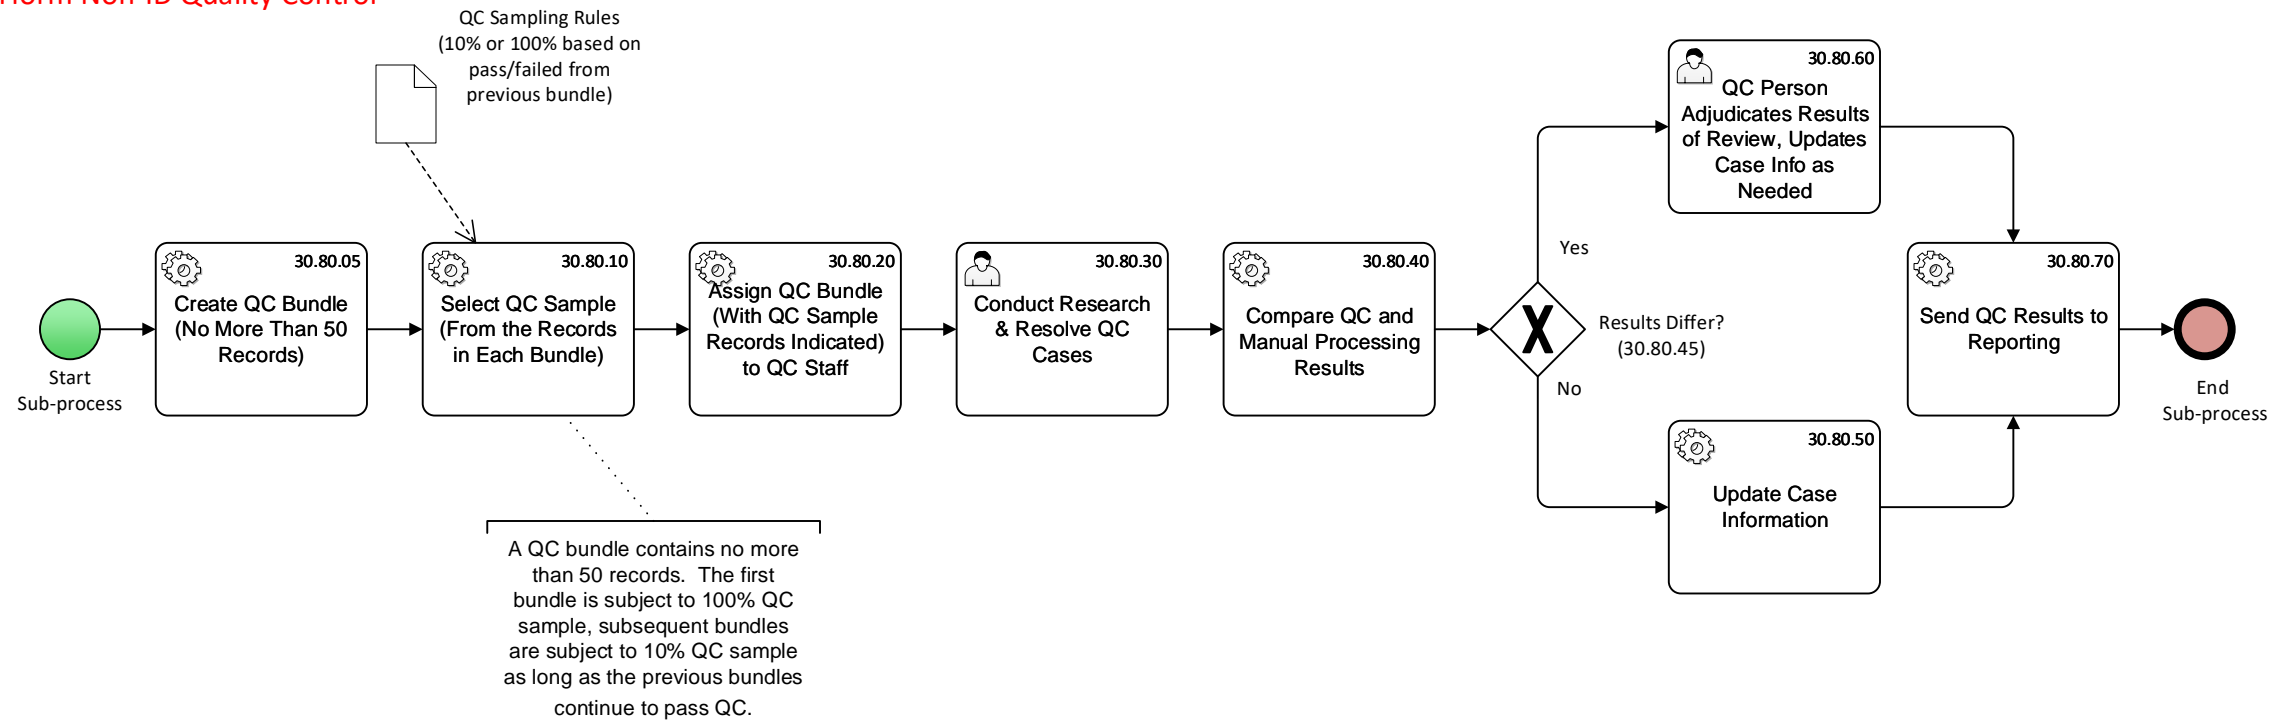 Non-ID Quality Control
QC Sampling Rules
(10% or 100% based on
pass/failed from
previous bundle)
30.80.60
QC Person
Adjudicates Results
of Review, Updates
Case Info as
Needed
Start
Sub-process
30.80.05
Create QC Bundle
(No More Than 50
Records)
30.80.10
Select QC Sample
(From the Records
in Each Bundle)
30.80.20
Assign QC Bundle
(With QC Sample
Records Indicated)
to QC Staff
30.80.30
Conduct Research
& Resolve QC
Cases
30.80.40
Compare QC and
Manual Processing
Results
Yes
X
Results Differ?
(30.80.45)
No
30.80.70
Send QC Results to
Reporting
End
Sub-process
30.80.50
Update Case
Information
A QC bundle contains no more
than 50 records.  The first
bundle is subject to 100% QC
sample, subsequent bundles
are subject to 10% QC sample
as long as the previous bundles
continue to pass QC.